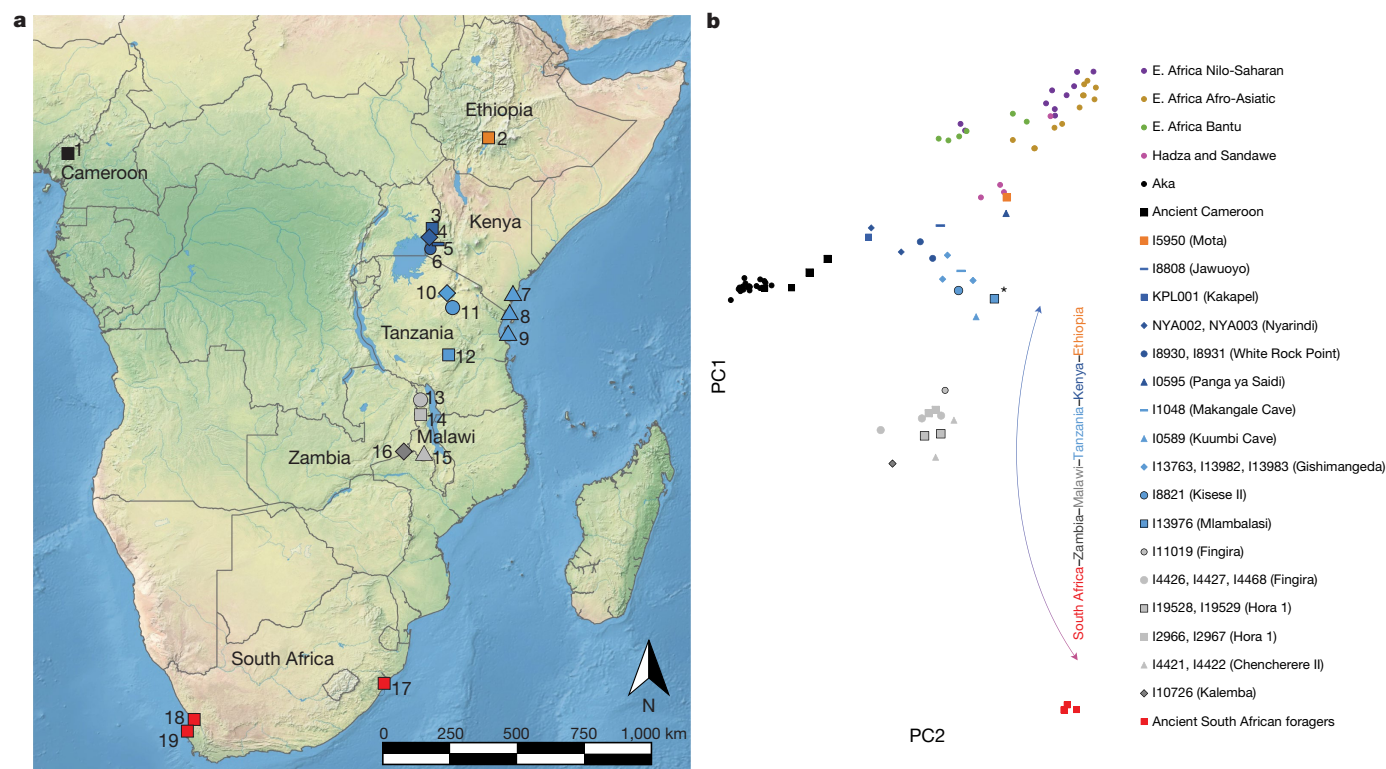 a
Ethiopia
2
1
Cameroon
3
Kenya
4
5
6
10
7
11
8
Tanzania
9
12
13
14
Malawi
16
15
Zambia
South Africa
17
18
19
N
0 250 500 750 1,000 km
b
PC1
PC2
*
South Africa–Zambia–Malawi–Tanzania–Kenya–Ethiopia
E. Africa Nilo-Saharan
E. Africa Afro-Asiatic
E. Africa Bantu
Hadza and Sandawe
Aka
Ancient Cameroon
I5950 (Mota)
I8808 (Jawuoyo)
KPL001 (Kakapel)
NYA002, NYA003 (Nyarindi)
I8930, I8931 (White Rock Point)
I0595 (Panga ya Saidi)
I1048 (Makangale Cave)
I0589 (Kuumbi Cave)
I13763, I13982, I13983 (Gishimangeda)
I8821 (Kisese II)
I13976 (Mlambalasi)
I11019 (Fingira)
I4426, I4427, I4468 (Fingira)
I19528, I19529 (Hora 1)
I2966, I2967 (Hora 1)
I4421, I4422 (Chencherere II)
I10726 (Kalemba)
Ancient South African foragers